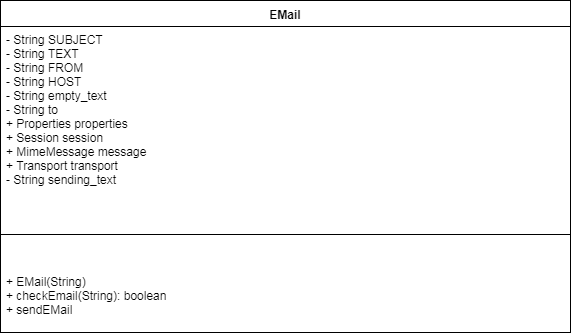 EMail
- String SUBJECT
- String TEXT
- String FROM
- String HOST
- String empty_text
- String to
+ Properties properties
+ Session session
+ MimeMessage message
+ Transport transport
- String sending_text
+ EMail(String)
+ checkEmail(String): boolean
+ sendEMail